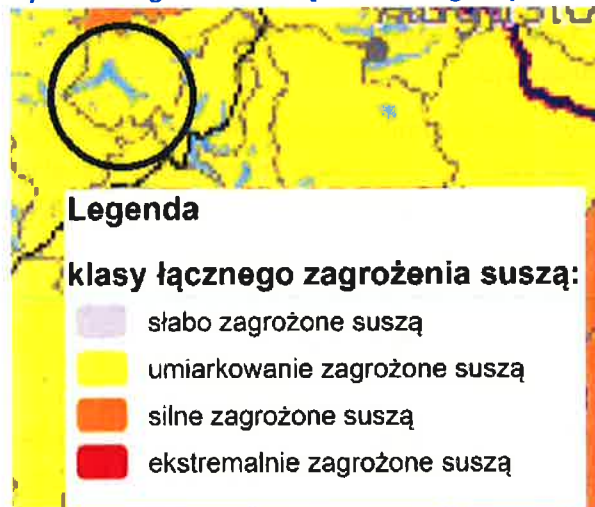 Legenda
klasy łącznego zagrożenia suszą:
słabo zagrożone suszą
umiarkowanie zagrożone suszą
silne zagrożone suszą
ekstremalnie zagrożone suszą